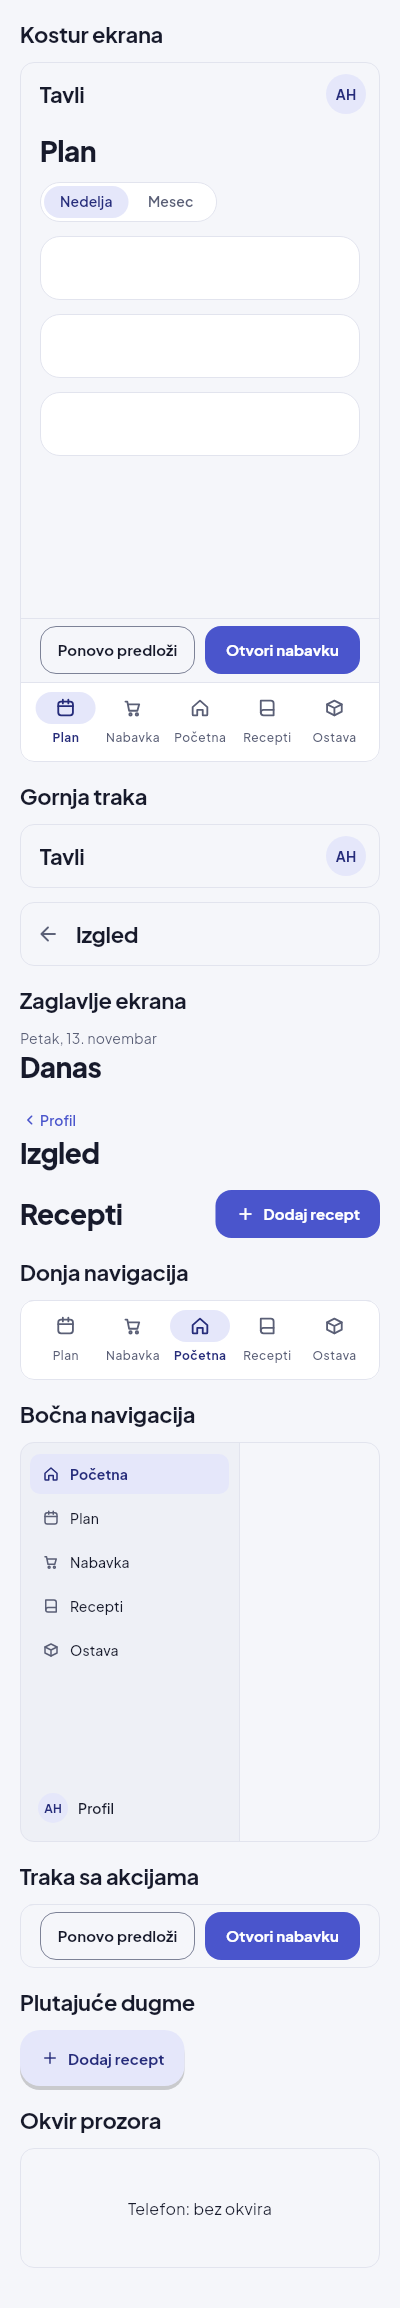 Kostur ekrana
Tavli
AH
Plan
Nedelja Mesec
Ponovo predloži Otvori nabavku
Plan Nabavka Početna Recepti Ostava
Gornja traka
Tavli
AH
Izgled
Zaglavlje ekrana
Petak, 13. novembar
Danas
Profil
Izgled
Recepti
Dodaj recept
Donja navigacija
Plan Nabavka Početna Recepti Ostava
Bočna navigacija
Početna
Plan
Nabavka
Recepti
Ostava
AH Profil
Traka sa akcijama
Ponovo predloži Otvori nabavku
Plutajuće dugme
Dodaj recept
Okvir prozora
Telefon: bez okvira